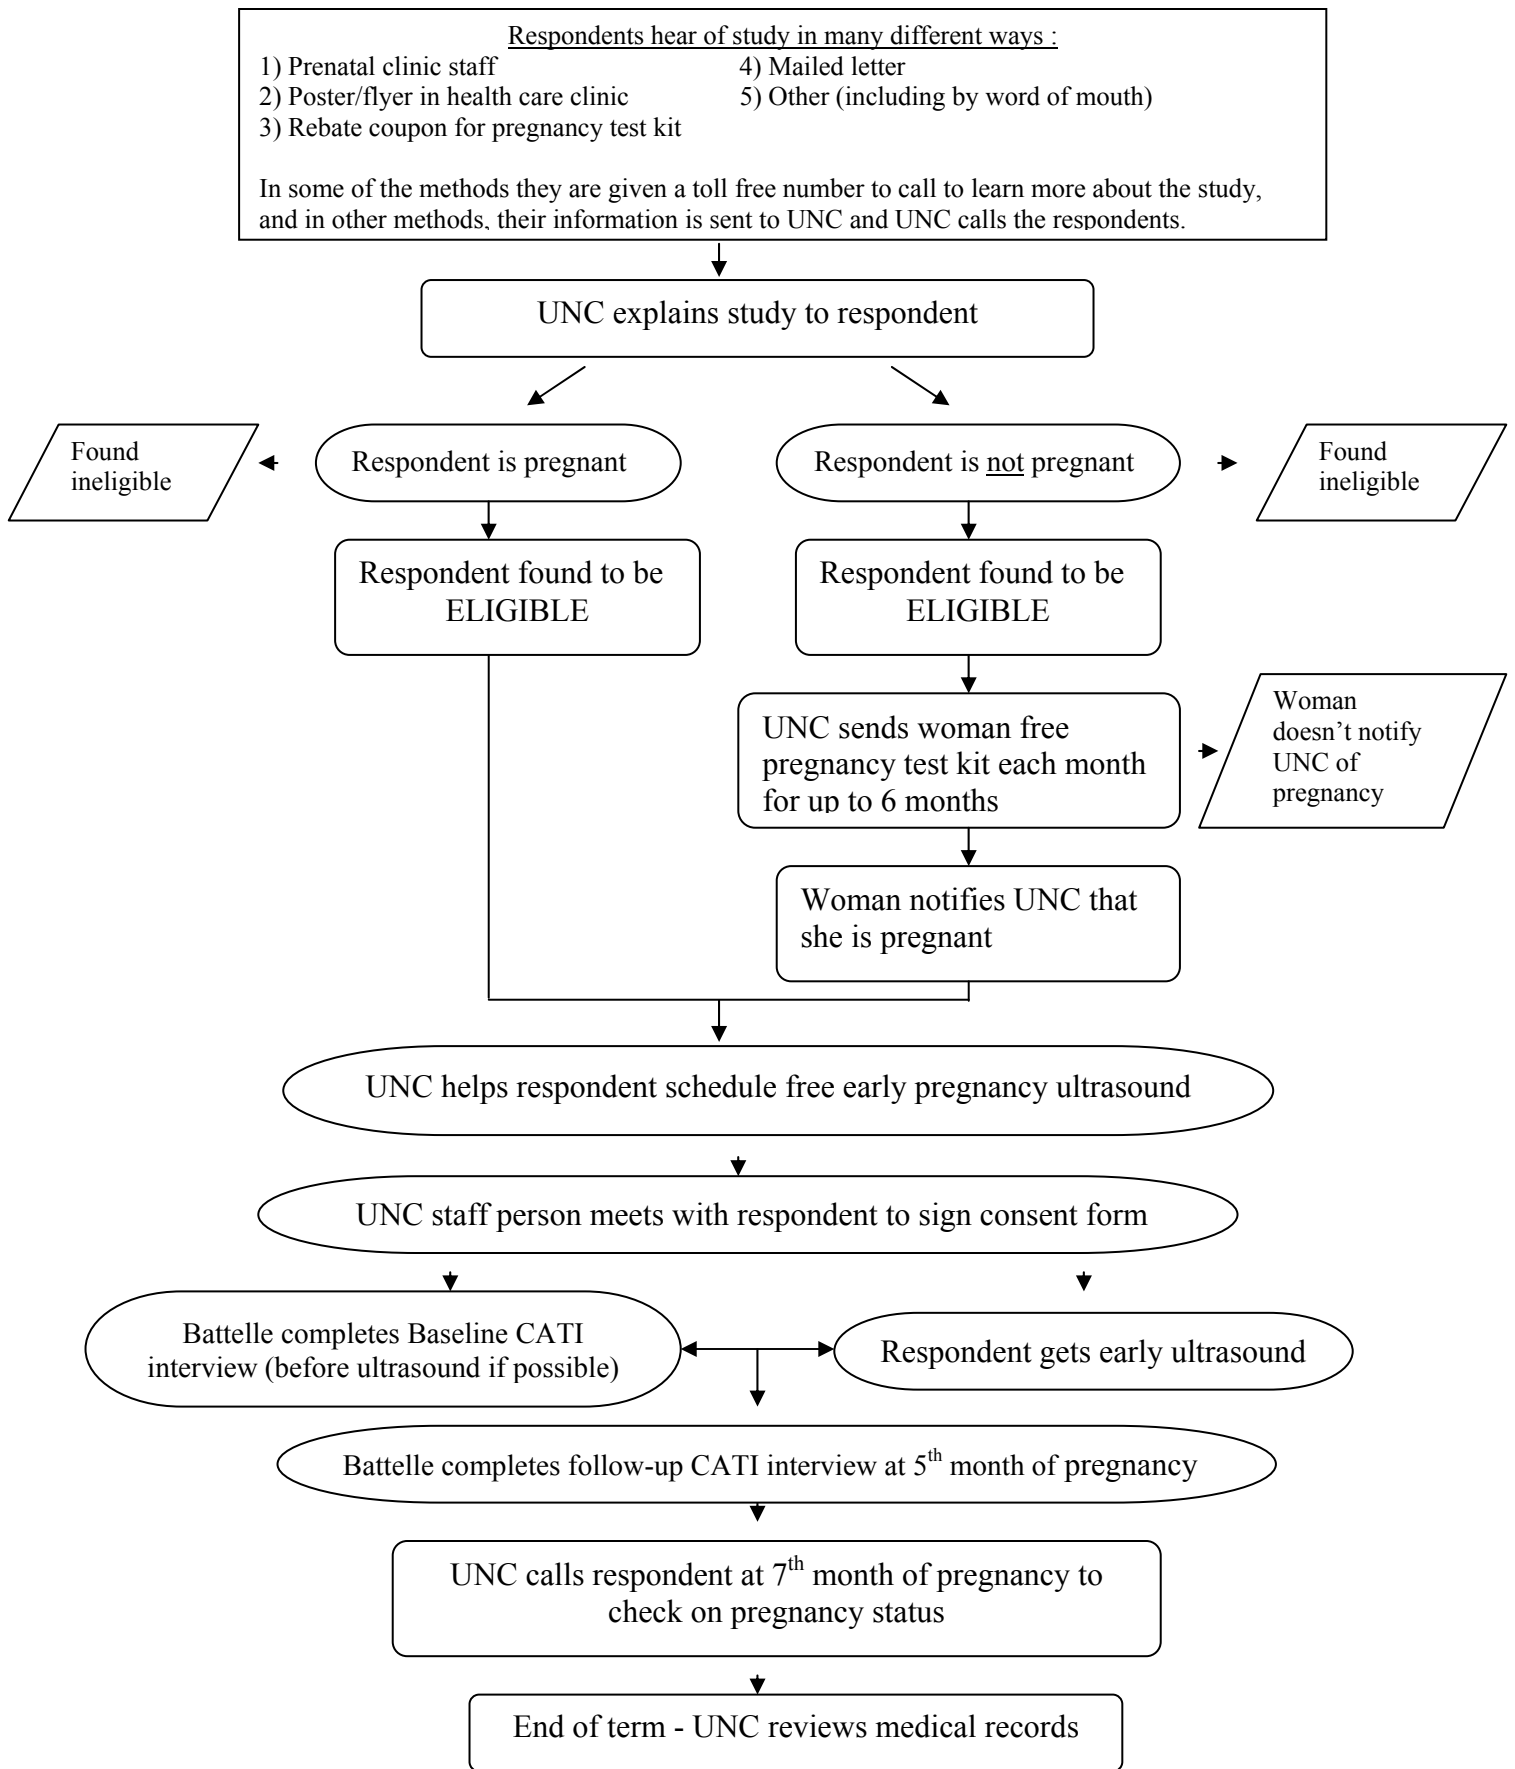 Respondents hear of study in many different ways :
1) Prenatal clinic staff
4) Mailed letter
2) Poster/flyer in health care clinic
5) Other (including by word of mouth)
3) Rebate coupon for pregnancy test kit
In some of the methods they are given a toll free number to call to learn more about the study,
and in other methods, their information is sent to UNC and UNC calls the respondents.
UNC explains study to respondent
Found
ineligible
Respondent is pregnant
Respondent is not pregnant
Found
ineligible
Respondent found to be
ELIGIBLE
Respondent found to be
ELIGIBLE
UNC sends woman free
pregnancy test kit each month
for up to 6 months
Woman
doesn’t notify
UNC of
pregnancy
Woman notifies UNC that
she is pregnant
UNC helps respondent schedule free early pregnancy ultrasound
UNC staff person meets with respondent to sign consent form
Battelle completes Baseline CATI
interview (before ultrasound if possible)
Respondent gets early ultrasound
Battelle completes follow-up CATI interview at 5th month of pregnancy
UNC calls respondent at 7th month of pregnancy to
check on pregnancy status
End of term - UNC reviews medical records